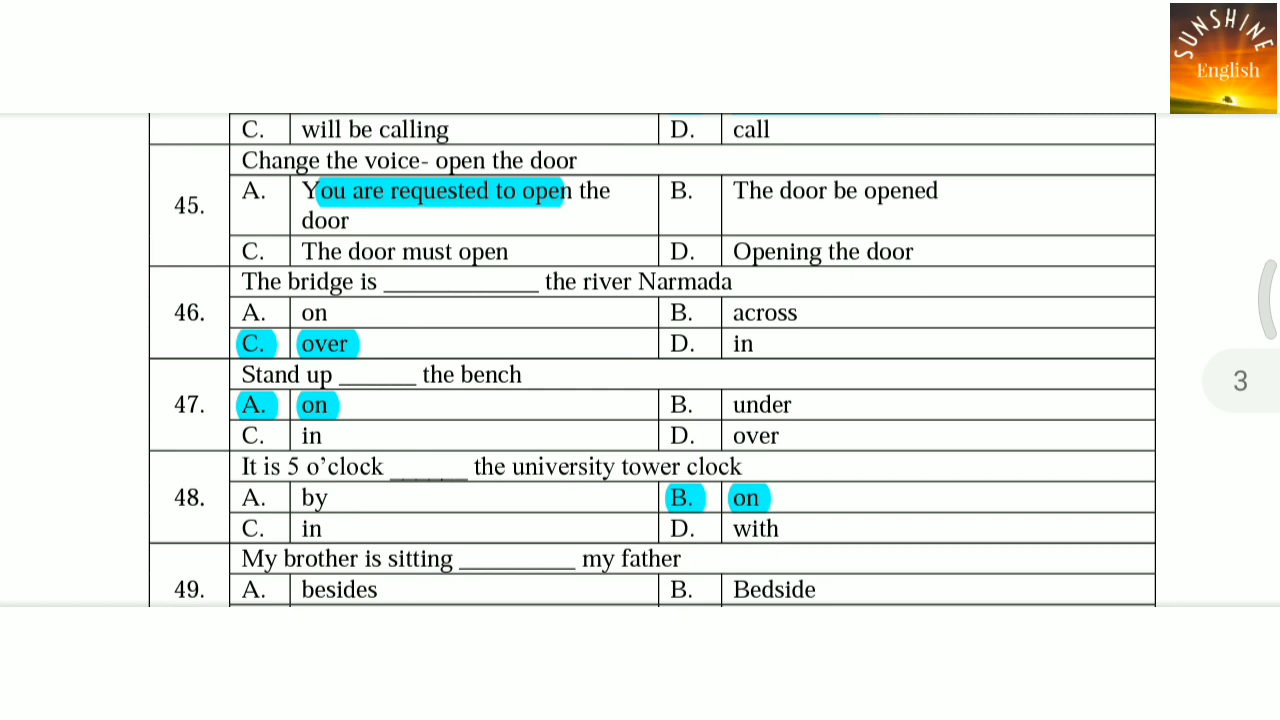 SUNSHINE
English
C. will be calling D. call
Change the voice- open the door
45.
A. You are requested to open the B. The door be opened
door
C. The door must open D. Opening the door
The bridge is ____________ the river Narmada
46. A. on B. across
C. over D. in
Stand up ______ the bench
47. A. on B. under
C. in D. over
It is 5 o’clock ______ the university tower clock
48. A. by B. on
C. in D. with
My brother is sitting _________ my father
49. A. besides B. Bedside
3